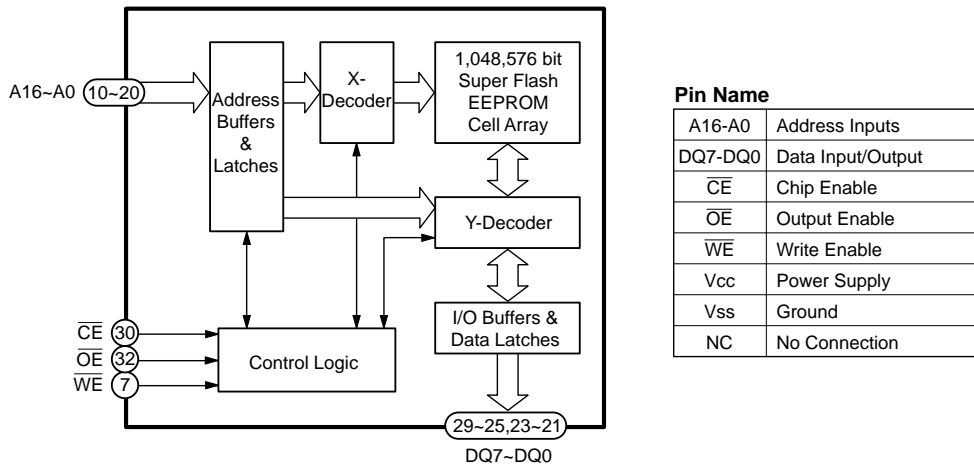 A16~A0
10~20
Address
Buffers
&
Latches
X-
Decoder
1,048,576 bit
Super Flash
EEPROM
Cell Array
Y-Decoder
I/O Buffers &
Data Latches
CE
30
OE
32
WE
7
Control Logic
29~25,23~21
DQ7~DQ0
Pin Name
A16-A0 Address Inputs
DQ7-DQ0 Data Input/Output
CE Chip Enable
OE Output Enable
WE Write Enable
Vcc Power Supply
Vss Ground
NC No Connection